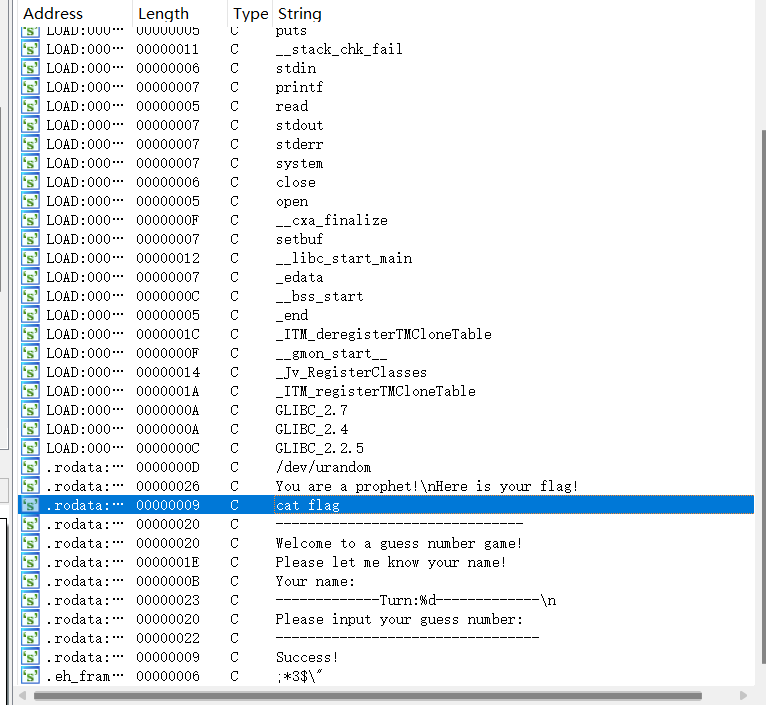 Address Length Type String
LOAD:000… 00000005 C puts
LOAD:000… 00000011 C __stack_chk_fail
LOAD:000… 00000006 C stdin
LOAD:000… 00000007 C printf
LOAD:000… 00000005 C read
LOAD:000… 00000007 C stdout
LOAD:000… 00000007 C stderr
LOAD:000… 00000007 C system
LOAD:000… 00000006 C close
LOAD:000… 00000005 C open
LOAD:000… 0000000F C __cxa_finalize
LOAD:000… 00000007 C setbuf
LOAD:000… 00000012 C __libc_start_main
LOAD:000… 00000007 C _edata
LOAD:000… 0000000C C __bss_start
LOAD:000… 00000005 C _end
LOAD:000… 0000001C C _ITM_deregisterTMCloneTable
LOAD:000… 0000000F C __gmon_start__
LOAD:000… 00000014 C _Jv_RegisterClasses
LOAD:000… 0000001A C _ITM_registerTMCloneTable
LOAD:000… 0000000A C GLIBC_2.7
LOAD:000… 0000000A C GLIBC_2.4
LOAD:000… 0000000C C GLIBC_2.2.5
.rodata:… 0000000D C /dev/urandom
.rodata:… 00000026 C You are a prophet!\nHere is your flag!
.rodata:… 00000009 C cat flag
.rodata:… 00000020 C -------------------------------
.rodata:… 00000020 C Welcome to a guess number game!
.rodata:… 0000001E C Please let me know your name!
.rodata:… 0000000B C Your name:
.rodata:… 00000023 C -------------Turn:%d-------------\n
.rodata:… 00000020 C Please input your guess number:
.rodata:… 00000022 C ---------------------------------
.rodata:… 00000009 C Success!
.eh_fram… 00000006 C ;*3$\"